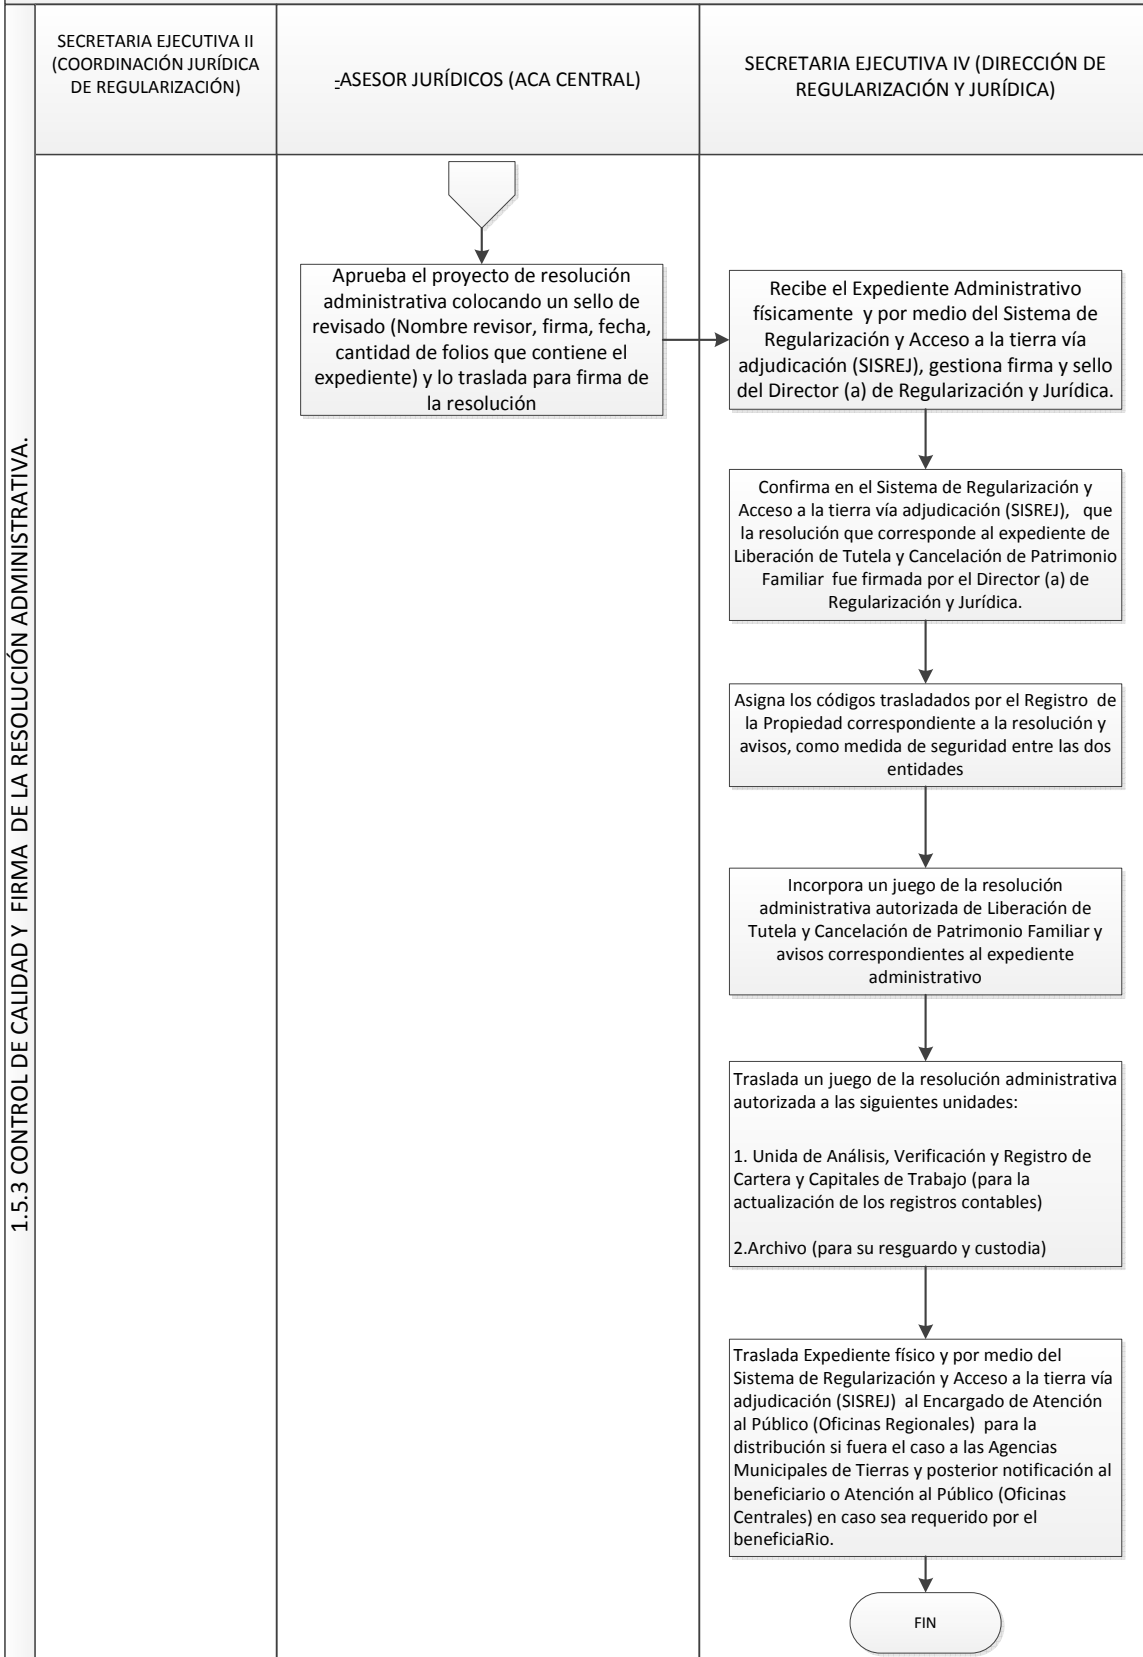 SECRETARIA EJECUTIVA II
(COORDINACIÓN JURÍDICA
DE REGULARIZACIÓN)
-ASESOR JURÍDICOS (ACA CENTRAL)
SECRETARIA EJECUTIVA IV (DIRECCIÓN DE
REGULARIZACIÓN Y JURÍDICA)
1.5.3 CONTROL DE CALIDAD Y FIRMA DE LA RESOLUCIÓN ADMINISTRATIVA.
Aprueba el proyecto de resolución
administrativa colocando un sello de
revisado (Nombre revisor, firma, fecha,
cantidad de folios que contiene el
expediente) y lo traslada para firma de
la resolución
Recibe el Expediente Administrativo
físicamente y por medio del Sistema de
Regularización y Acceso a la tierra vía
adjudicación (SISREJ), gestiona firma y sello
del Director (a) de Regularización y Jurídica.
Confirma en el Sistema de Regularización y
Acceso a la tierra vía adjudicación (SISREJ), que
la resolución que corresponde al expediente de
Liberación de Tutela y Cancelación de Patrimonio
Familiar fue firmada por el Director (a) de
Regularización y Jurídica.
Asigna los códigos trasladados por el Registro de
la Propiedad correspondiente a la resolución y
avisos, como medida de seguridad entre las dos
entidades
Incorpora un juego de la resolución
administrativa autorizada de Liberación de
Tutela y Cancelación de Patrimonio Familiar y
avisos correspondientes al expediente
administrativo
Traslada un juego de la resolución administrativa
autorizada a las siguientes unidades:
1. Unida de Análisis, Verificación y Registro de
Cartera y Capitales de Trabajo (para la
actualización de los registros contables)
2.Archivo (para su resguardo y custodia)
Traslada Expediente físico y por medio del
Sistema de Regularización y Acceso a la tierra vía
adjudicación (SISREJ) al Encargado de Atención
al Público (Oficinas Regionales) para la
distribución si fuera el caso a las Agencias
Municipales de Tierras y posterior notificación al
beneficiario o Atención al Público (Oficinas
Centrales) en caso sea requerido por el
beneficiaRio.
FIN